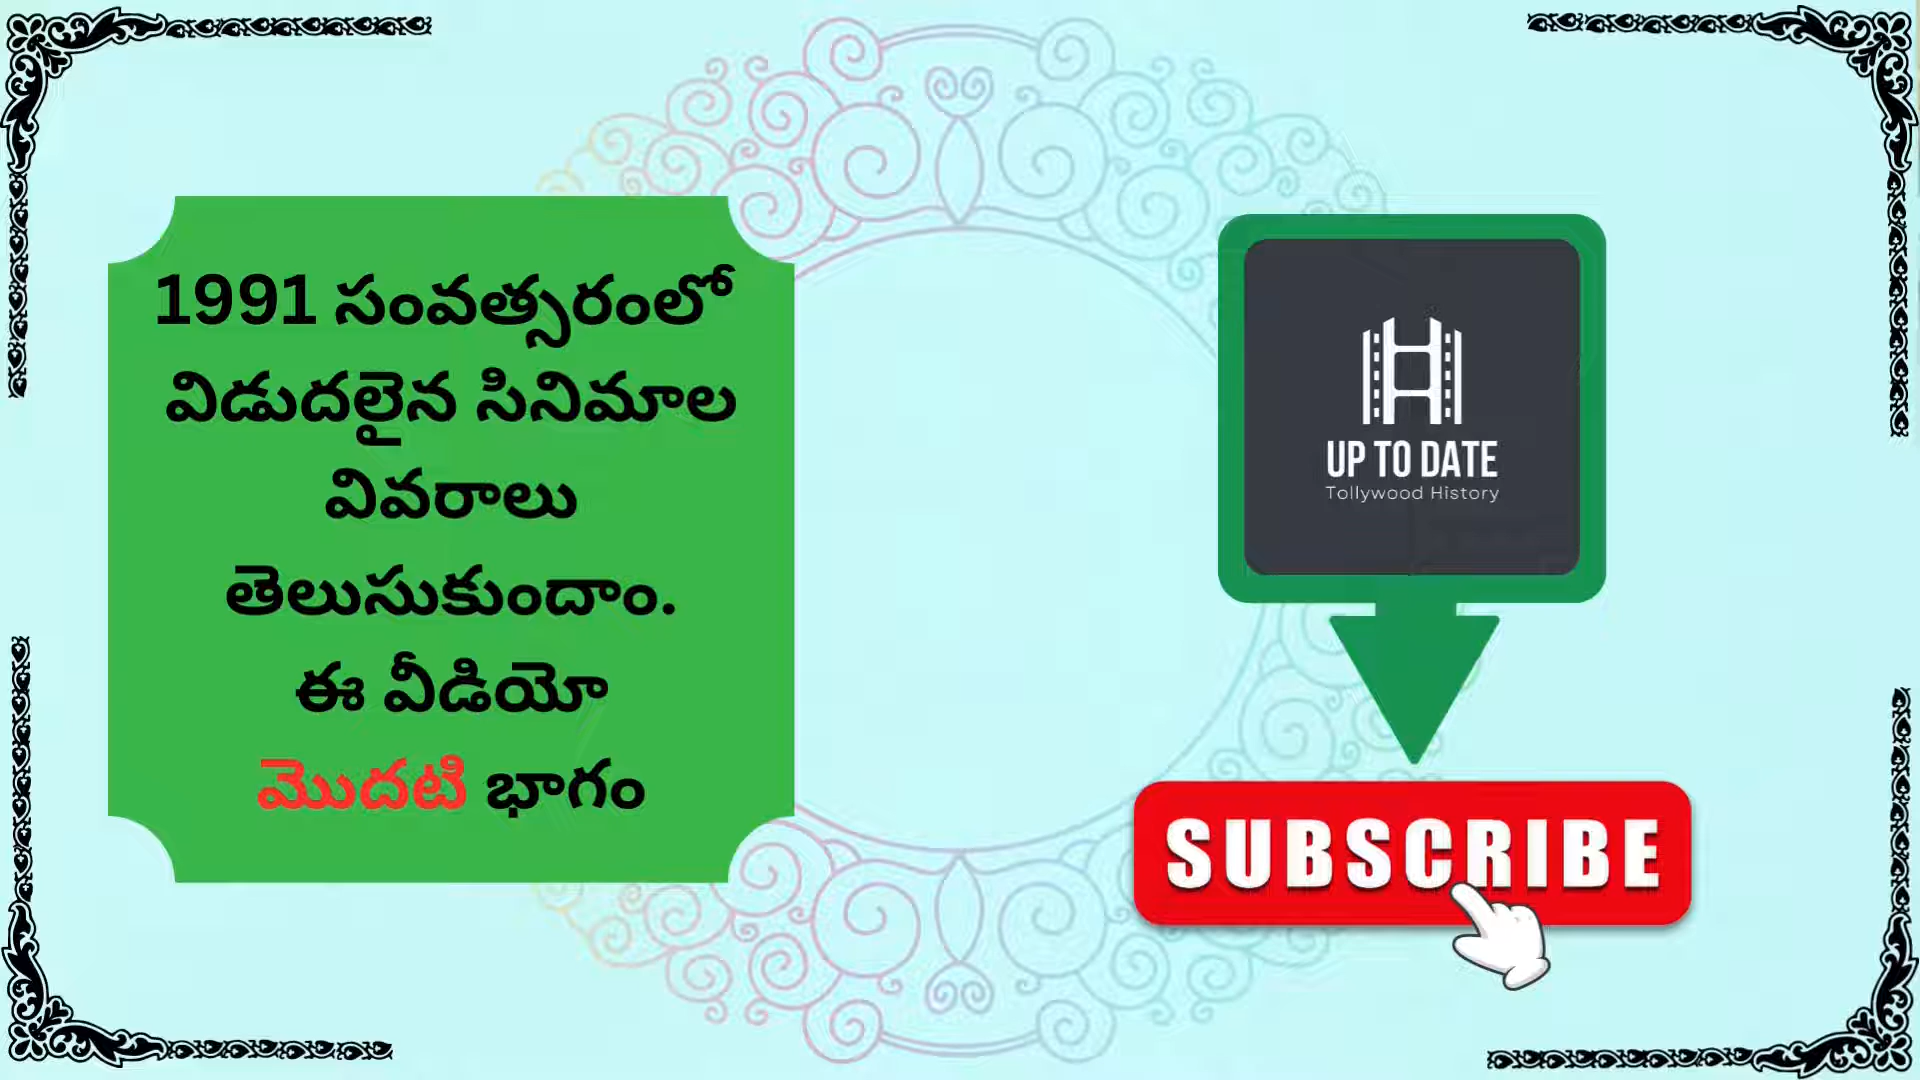 1991 సంవత్సరంలో
విడుదలైన సినిమాల
వివరాలు
తెలుసుకుందాం.
ఈ వీడియో
మొదటి భాగం
UP TO DATE
Tollywood History
SUBSCRIBE